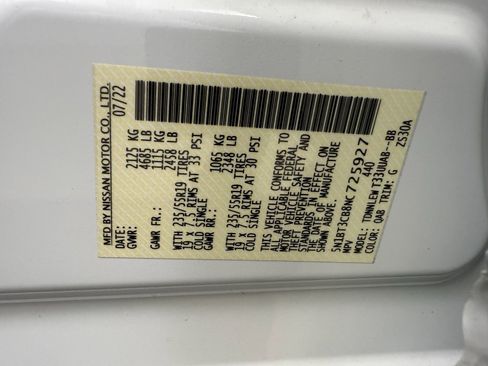 MFD BY NISSAN MOTOR CO., LTD.
DATE: 07/22
GVWR: 2125 KG
4685 LB
GAWR FR.: 1115 KG
2458 LB
WITH 235/55R19 TIRES
19 X 7.5 RIMS AT 33 PSI
COLD SINGLE
GAWR RR.: 1065 KG
2348 LB
WITH 235/55R19 TIRES
19 X 7.5 RIMS AT 30 PSI
COLD SINGLE
THIS VEHICLE CONFORMS TO
ALL APPLICABLE FEDERAL
MOTOR VEHICLE SAFETY AND
THEFT PREVENTION
STANDARDS IN EFFECT ON
THE DATE OF MANUFACTURE
SHOWN ABOVE.
5N1BT3CB8NC725927
MPV 440
MODEL: TDNNLEW T33UUAB--BB
COLOR: QAB TRIM: G ZS30A